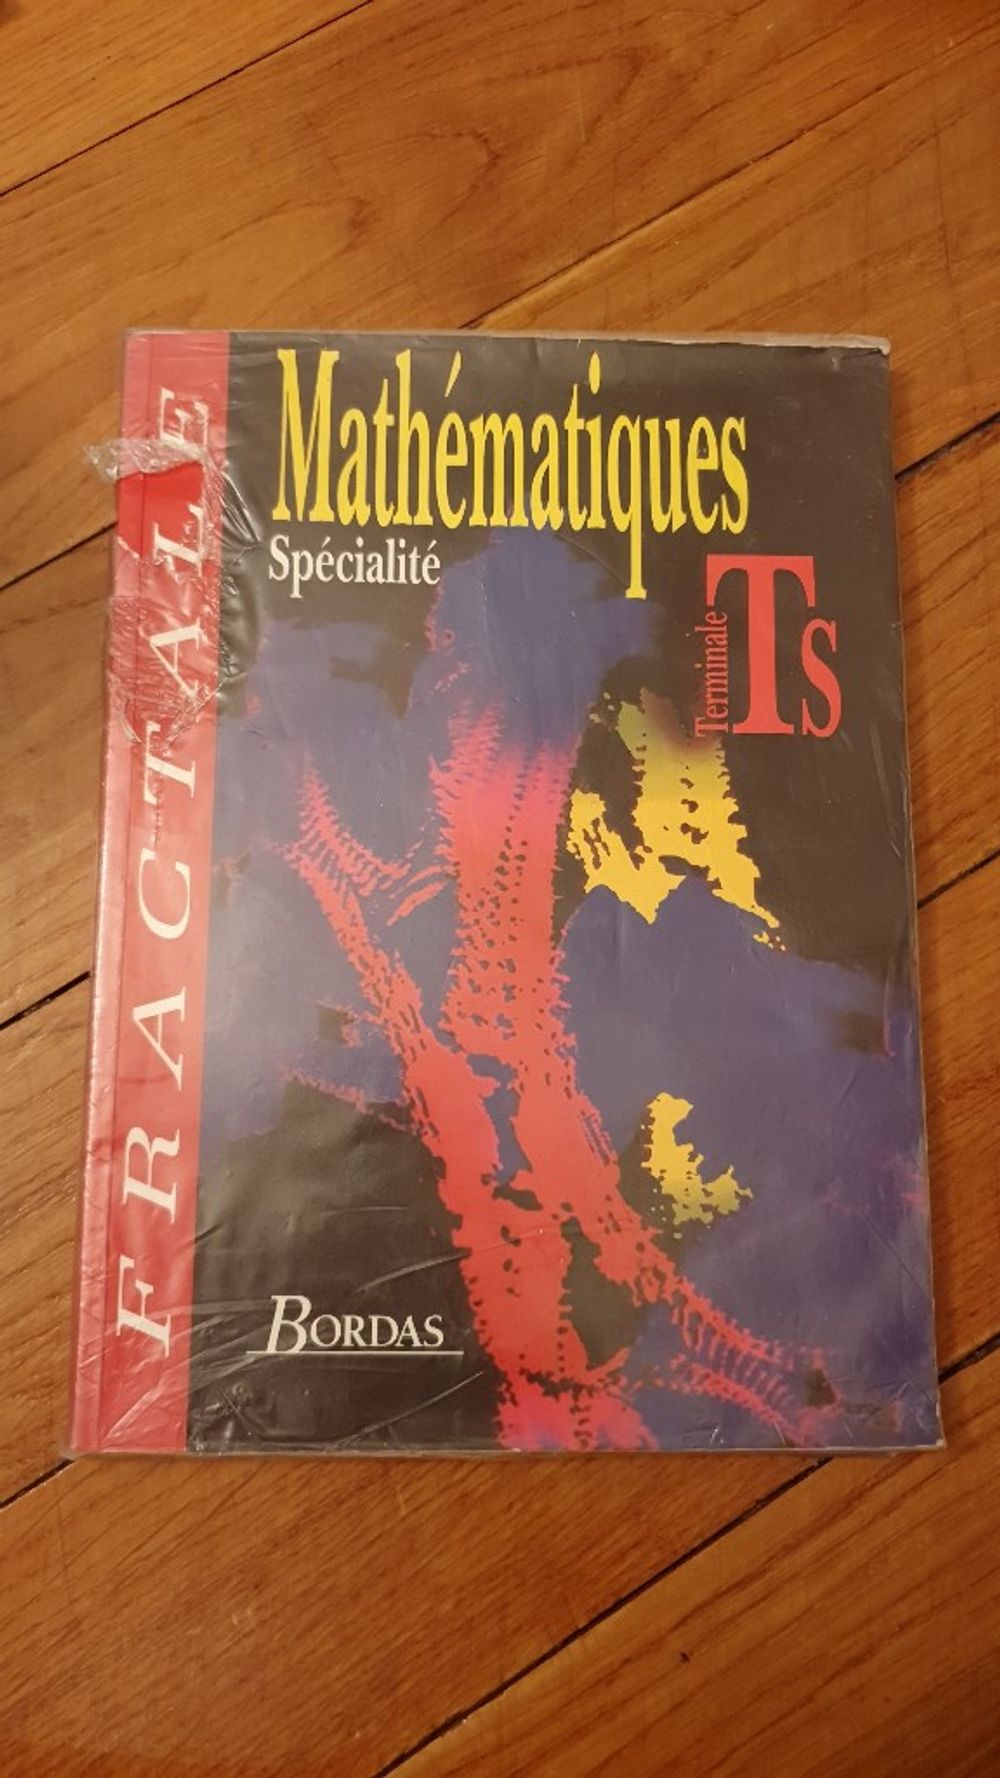 Mathématiques
Spécialité
Terminale
Ts
FRACTALE
BORDAS